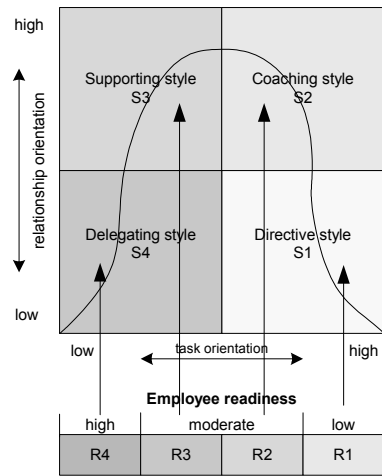 high
Supporting style
S3
Coaching style
S2
relationship orientation
Delegating style
S4
Directive style
S1
low
low
task orientation
high
Employee readiness
high
moderate
low
R4
R3
R2
R1